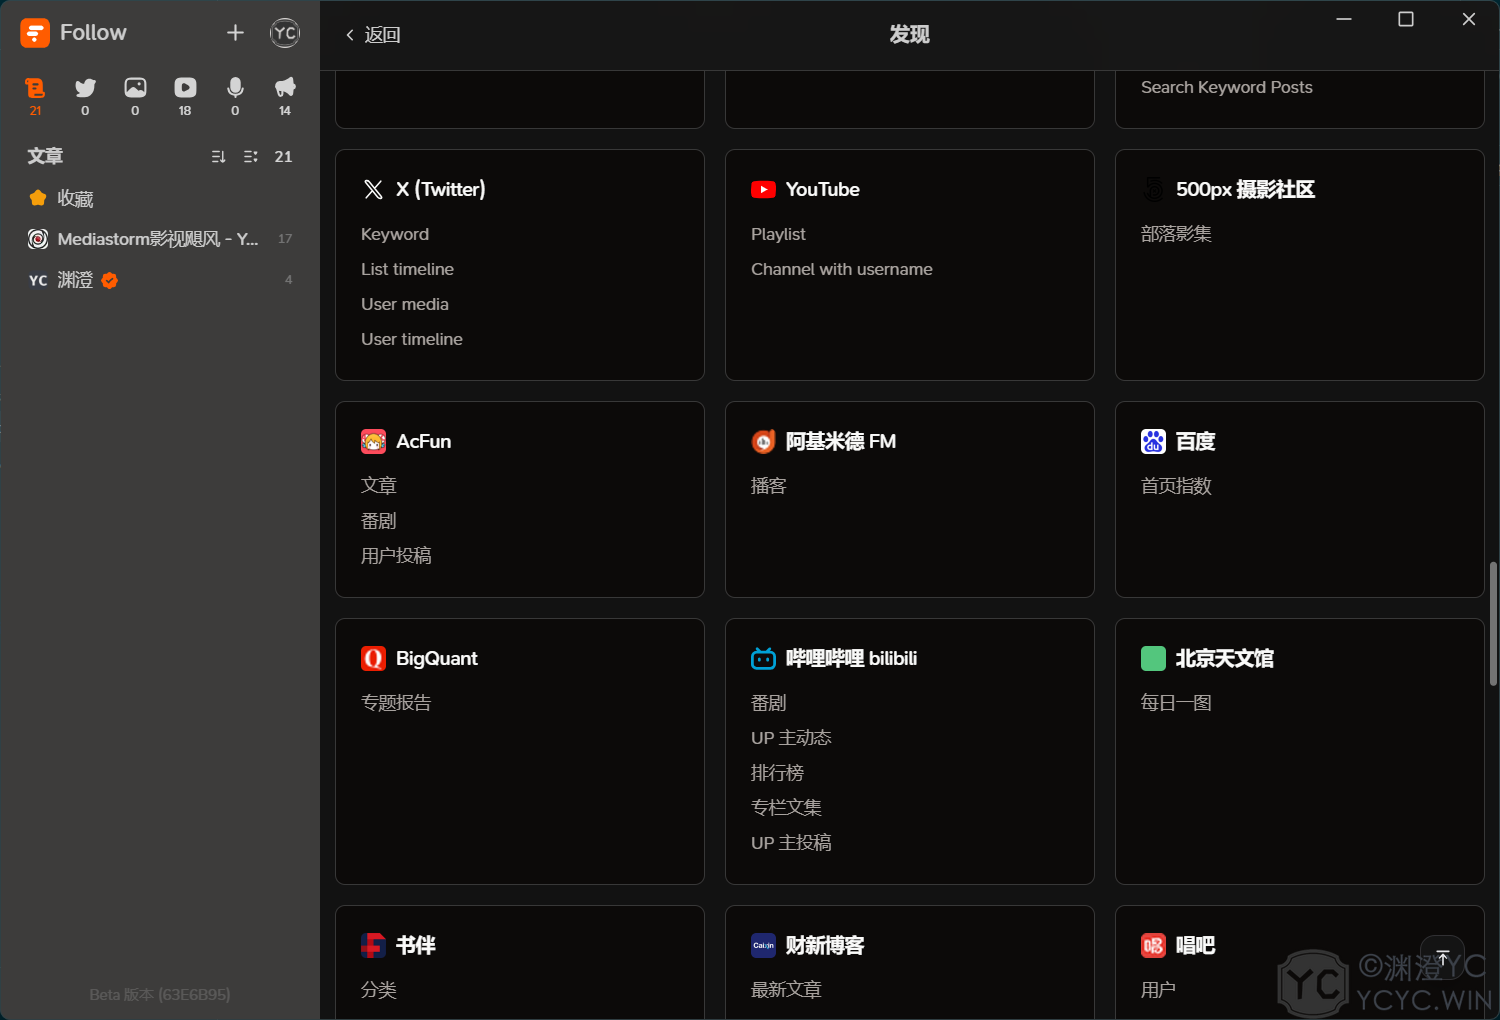 Follow
YC
返回
发现
21
0
0
18
0
14
文章
21
收藏
Mediastorm影视飓风 - Y...
17
YC 渊澄
4
Beta 版本 (63E6B95)
Search Keyword Posts
X (Twitter)
Keyword
List timeline
User media
User timeline
YouTube
Playlist
Channel with username
500px 摄影社区
部落影集
AcFun
文章
番剧
用户投稿
阿基米德 FM
播客
du
百度
首页指数
BigQuant
专题报告
哔哩哔哩 bilibili
番剧
UP 主动态
排行榜
专栏文集
UP 主投稿
北京天文馆
每日一图
书伴
分类
Caixin
财新博客
最新文章
唱
唱吧
用户
YC
©渊澄YC
YCYC.WIN